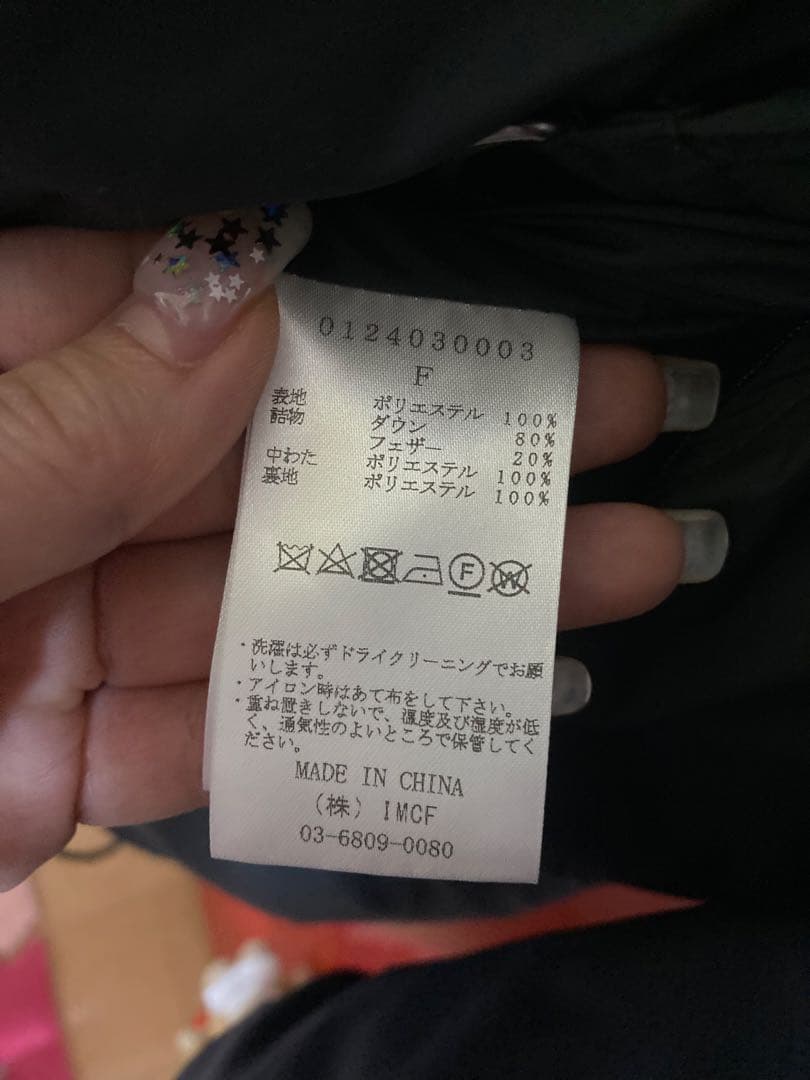 0124030003
F
表地 ポリエステル 100%
詰物 ダウン 80%
フェザー 20%
中わた ポリエステル 100%
裏地 ポリエステル 100%
F W
・洗濯は必ずドライクリーニングでお願
いします。
・アイロン時はあて布をして下さい。
・重ね置きしないで、温度及び湿度が低
く、通気性のよいところで保管してく
ださい。
MADE IN CHINA
(株) IMCF
03-6809-0080